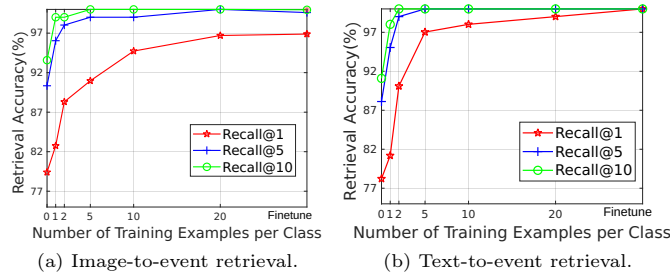 Retrieval Accuracy(%)
97
92
87
82
77
Recall@1
Recall@5
Recall@10
0 1 2 5 10 20 Finetune
Number of Training Examples per Class
(a) Image-to-event retrieval.
Retrieval Accuracy(%)
97
92
87
82
77
Recall@1
Recall@5
Recall@10
0 1 2 5 10 20 Finetune
Number of Training Examples per Class
(b) Text-to-event retrieval.